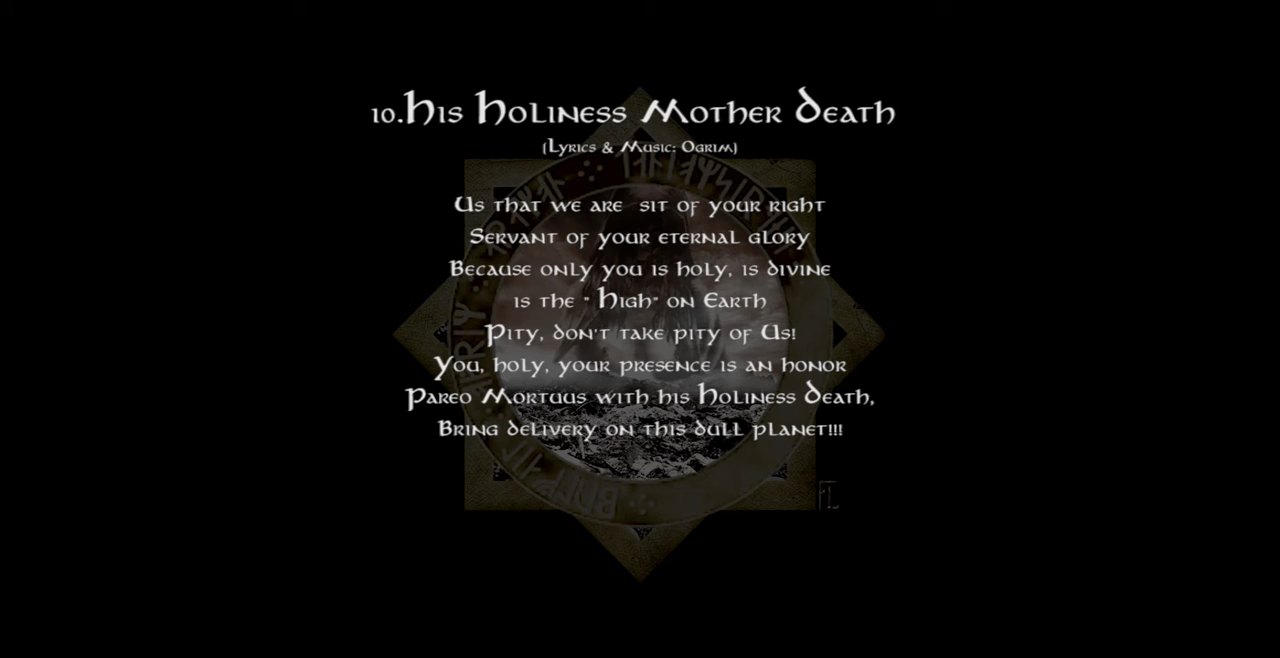 10.His Holiness Mother Death
(Lyrics & Music: Ogrim)
Us that we are sit of your right
Servant of your eternal glory
Because only you is holy, is divine
is the " High" on Earth
Pity, don't take pity of Us!
You, holy, your presence is an honor
Pareo Mortuus with his Holiness Death,
Bring delivery on this dull planet!!!